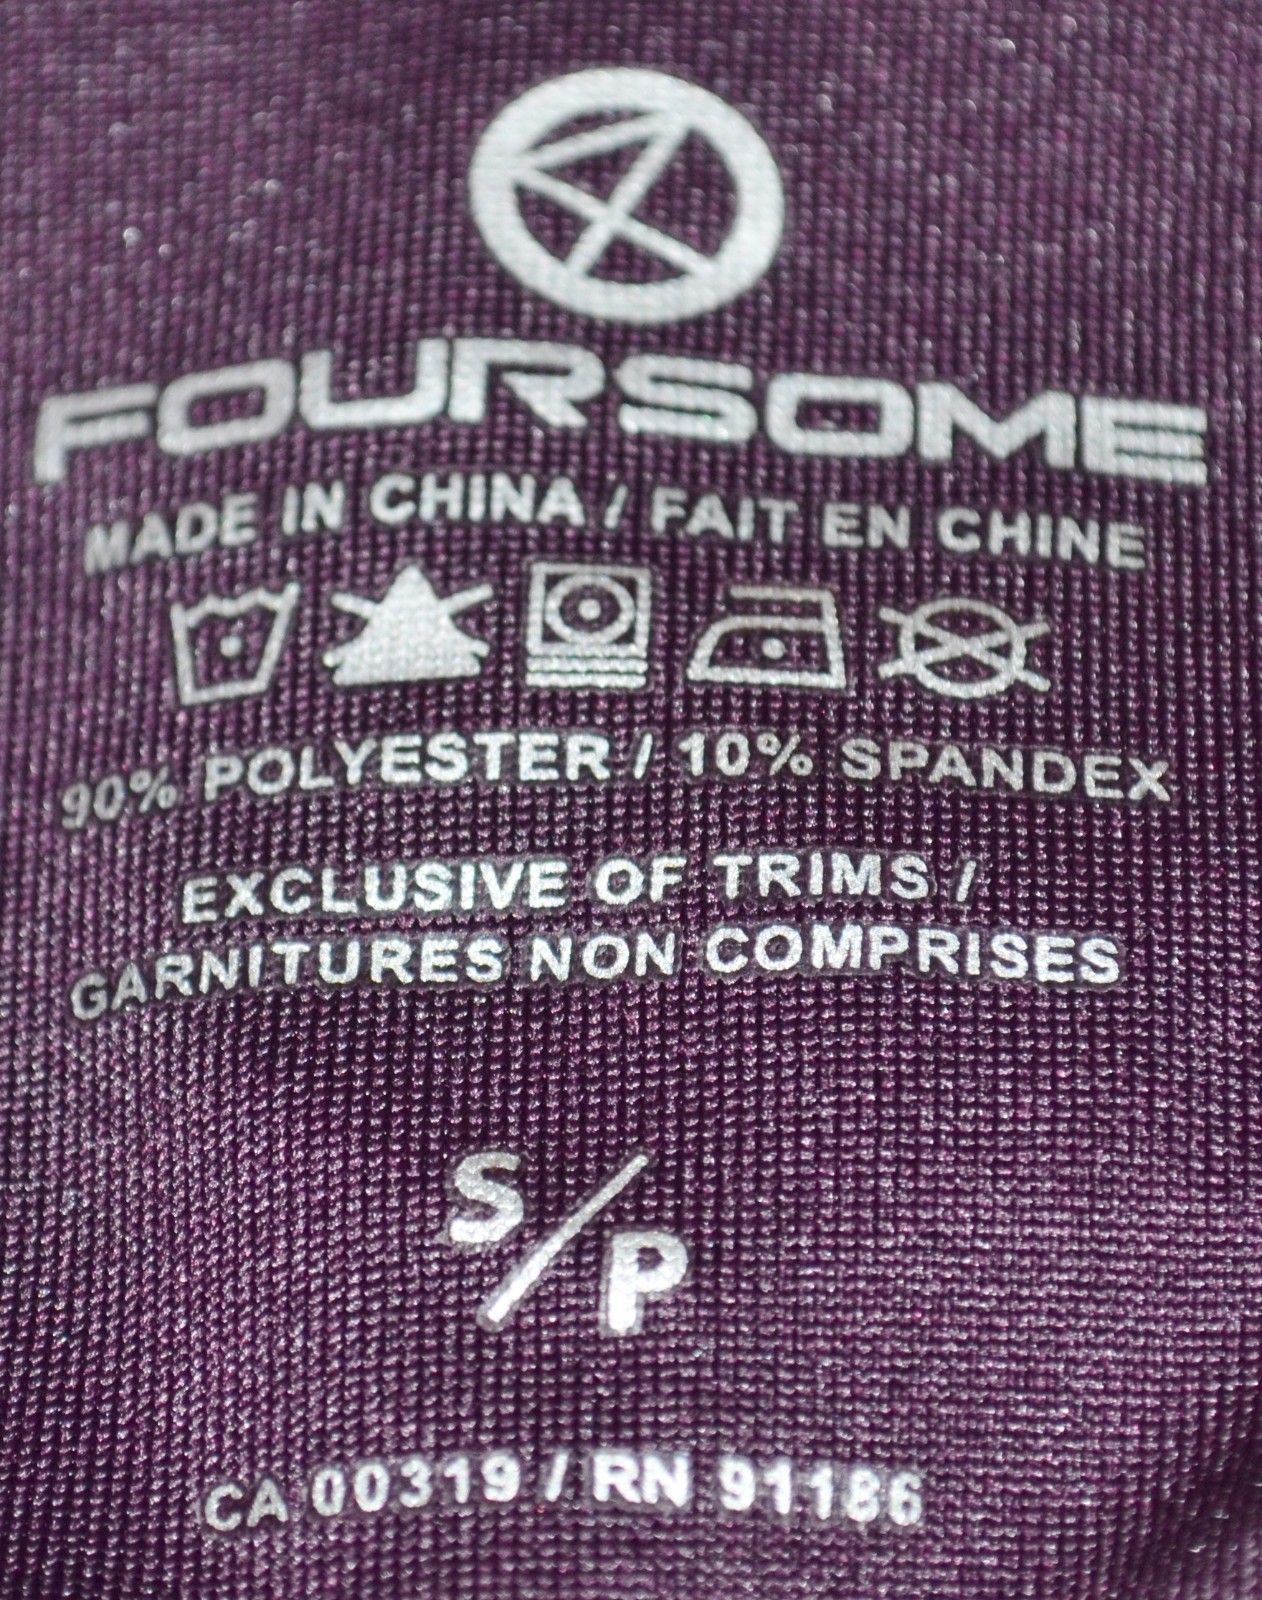 FOURSOME
MADE IN CHINA / FAIT EN CHINE
90% POLYESTER / 10% SPANDEX
EXCLUSIVE OF TRIMS /
GARNITURES NON COMPRISES
S/P
CA 00319 / RN 91186